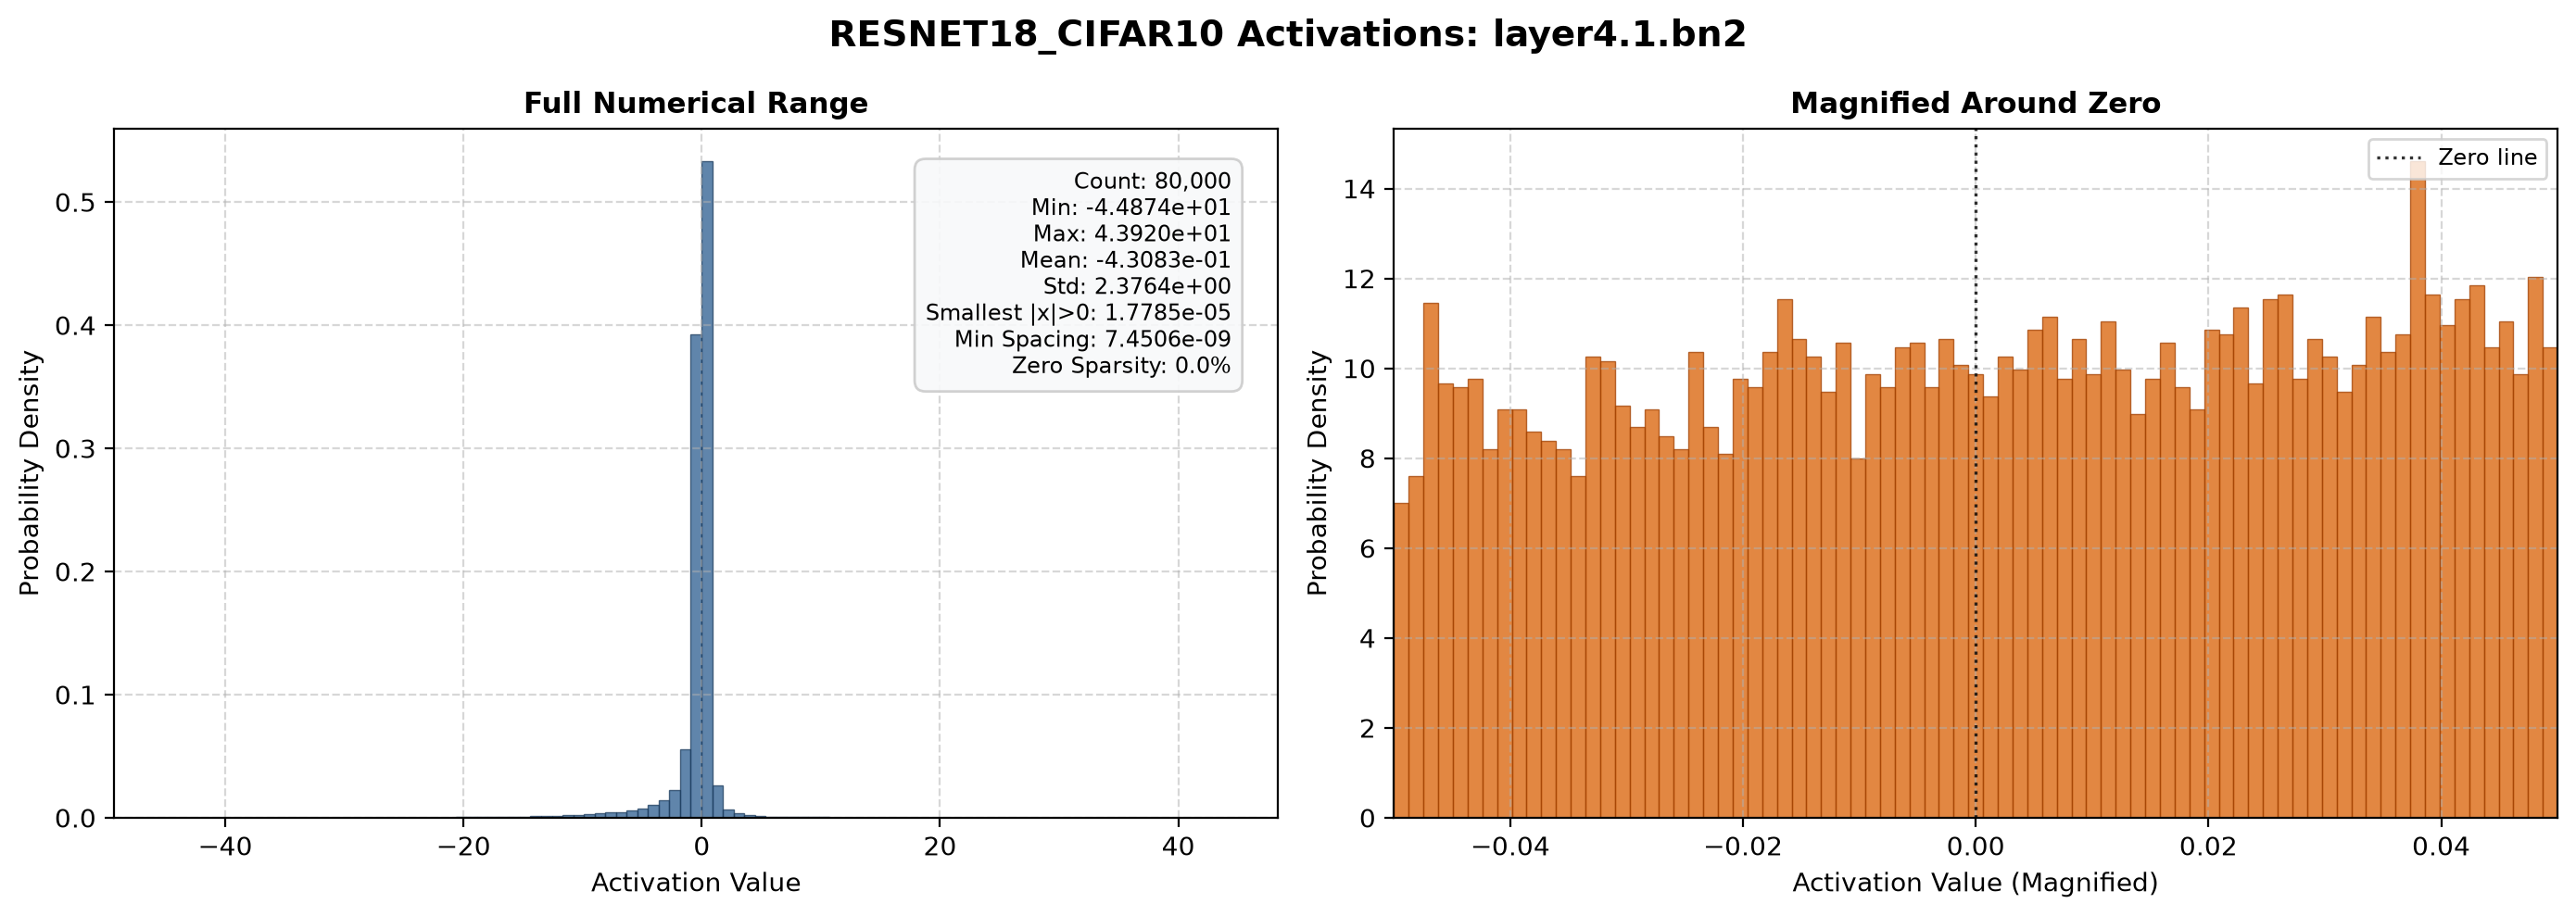 RESNET18_CIFAR10 Activations: layer4.1.bn2
Full Numerical Range
Probability Density
0.5
0.4
0.3
0.2
0.1
0.0
Count: 80,000
Min: -4.4874e+01
Max: 4.3920e+01
Mean: -4.3083e-01
Std: 2.3764e+00
Smallest |x|>0: 1.7785e-05
Min Spacing: 7.4506e-09
Zero Sparsity: 0.0%
−40 −20 0 20 40
Activation Value
Magnified Around Zero
Probability Density
14
12
10
8
6
4
2
0
Zero line
−0.04 −0.02 0.00 0.02 0.04
Activation Value (Magnified)